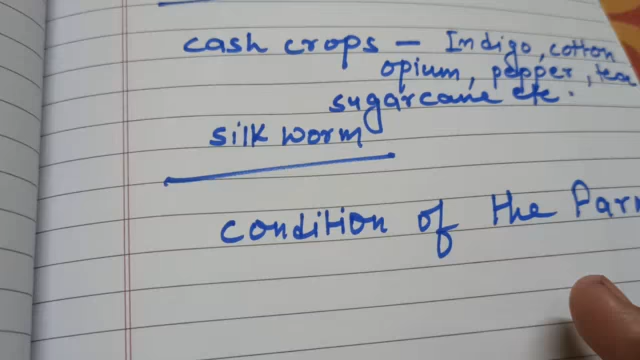 cash crops - Indigo, cotton
opium, pepper, tea
sugarcane etc.
silk worm
condition of the